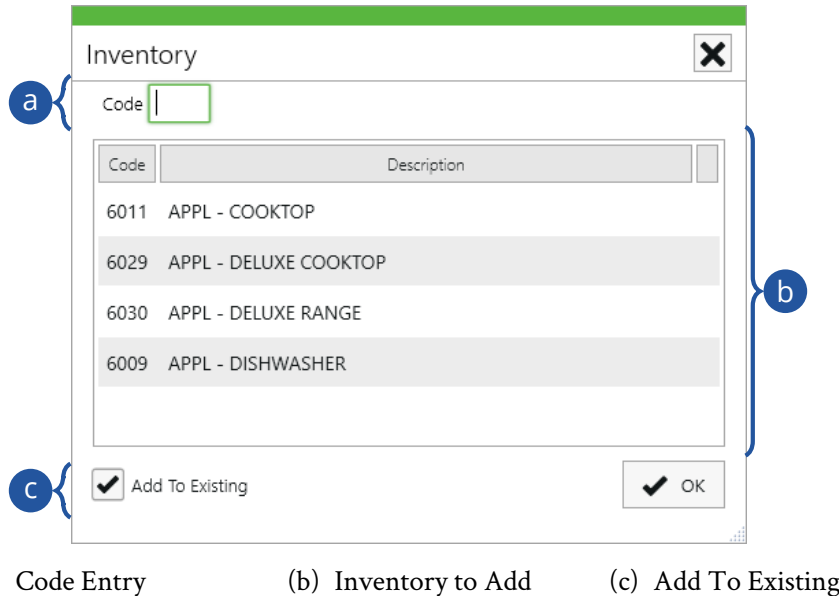 Inventory
a
Code
Code Description
6011 APPL - COOKTOP
6029 APPL - DELUXE COOKTOP
b
6030 APPL - DELUXE RANGE
6009 APPL - DISHWASHER
c
Add To Existing OK
Code Entry (b) Inventory to Add (c) Add To Existing